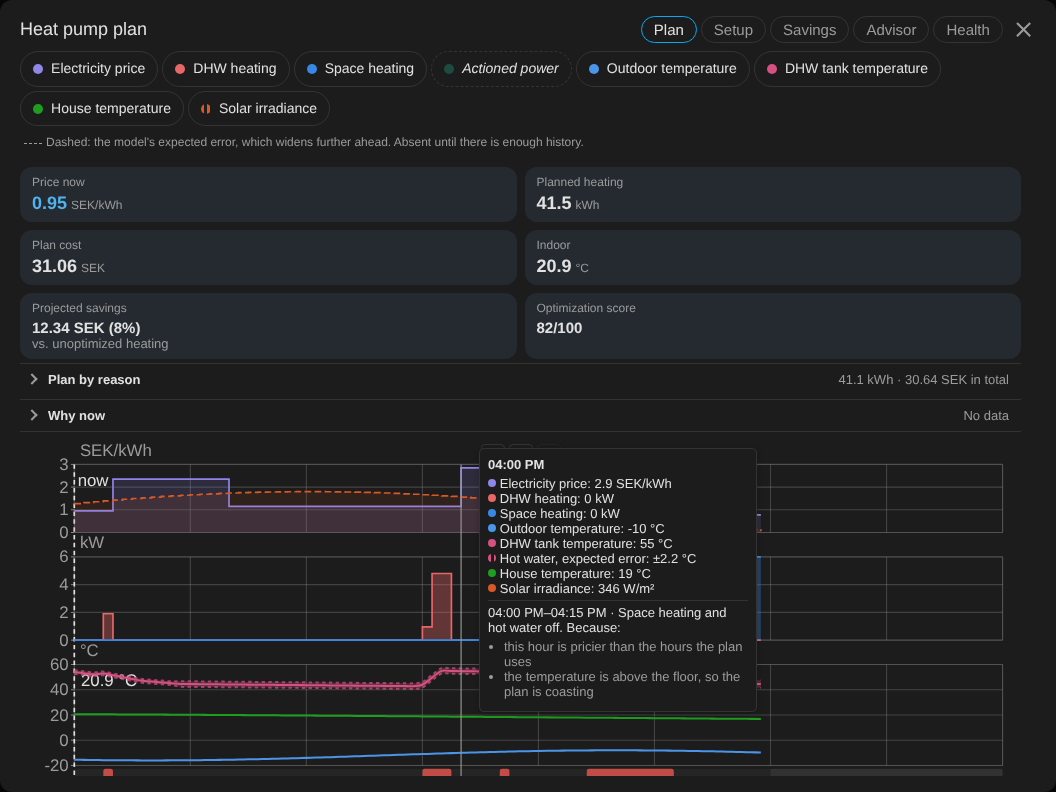 Heat pump plan
Plan
Setup
Savings
Advisor
Health
Electricity price
DHW heating
Space heating
Actioned power
Outdoor temperature
DHW tank temperature
House temperature
Solar irradiance
---- Dashed: the model's expected error, which widens further ahead. Absent until there is enough history.
Price now
0.95 SEK/kWh
Planned heating
41.5 kWh
Plan cost
31.06 SEK
Indoor
20.9 °C
Projected savings
12.34 SEK (8%)
vs. unoptimized heating
Optimization score
82/100
Plan by reason
41.1 kWh · 30.64 SEK in total
Why now
No data
SEK/kWh
3
now
2
1
0
kW
6
4
2
0
°C
60
20.9 °C
40
20
0
-20
04:00 PM
Electricity price: 2.9 SEK/kWh
DHW heating: 0 kW
Space heating: 0 kW
Outdoor temperature: -10 °C
DHW tank temperature: 55 °C
Hot water, expected error: ±2.2 °C
House temperature: 19 °C
Solar irradiance: 346 W/m²
04:00 PM–04:15 PM · Space heating and
hot water off. Because:
• this hour is pricier than the hours the plan
uses
• the temperature is above the floor, so the
plan is coasting